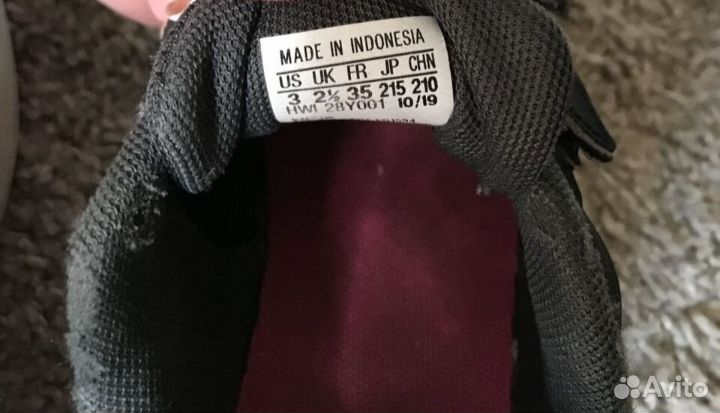 MADE IN INDONESIA
US UK FR JP CHN
3 2½ 35 215 210
HWI 28Y001 10/19
Avito